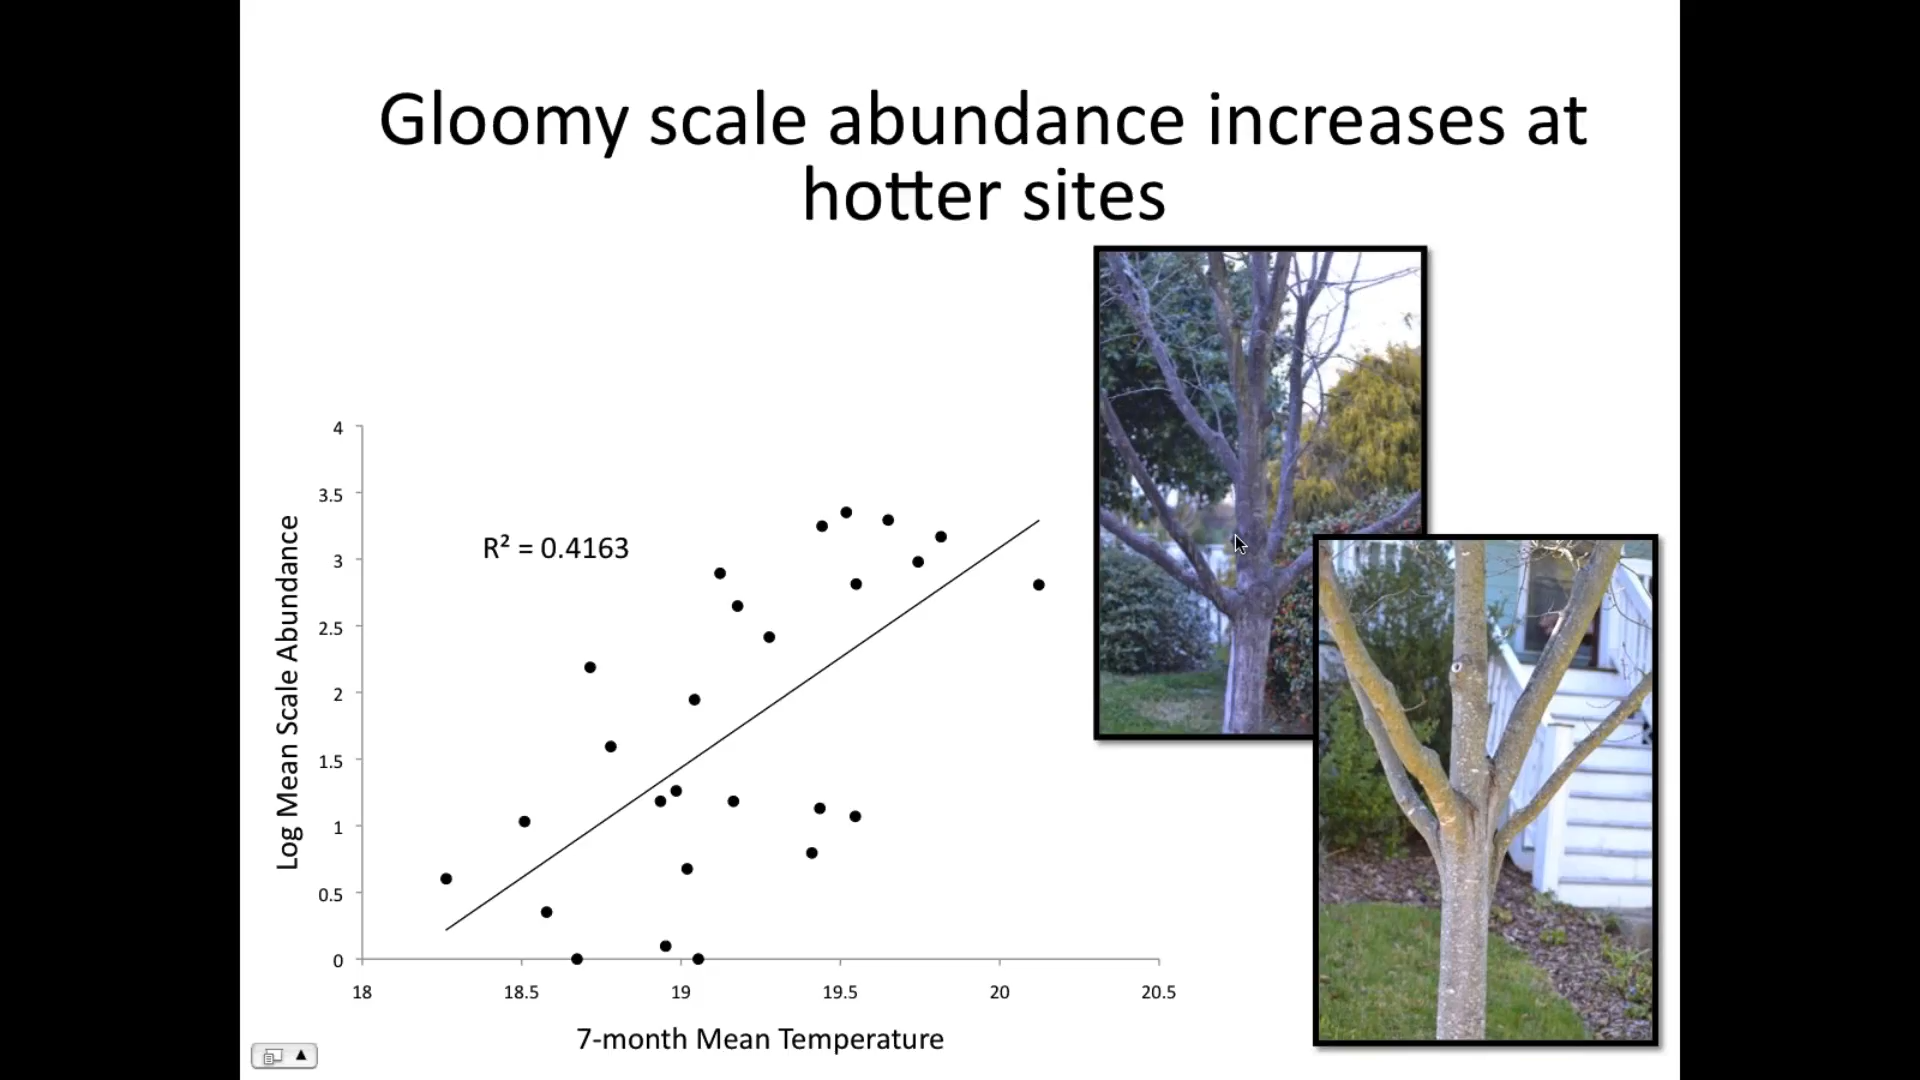 Gloomy scale abundance increases at
hotter sites
R² = 0.4163
Log Mean Scale Abundance
4
3.5
3
2.5
2
1.5
1
0.5
0
18 18.5 19 19.5 20 20.5
7-month Mean Temperature